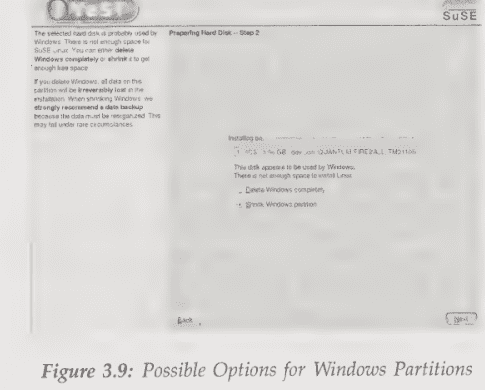 YaST
SuSE
The selected hard disk is probably used by
Windows. There is not enough space for
SuSE Linux. You can either delete
Windows completely or shrink it to get
enough free space.
If you delete Windows, all data on this
partition will be irreversibly lost in the
installation. When shrinking Windows, we
strongly recommend a data backup
because the data must be reorganized. This
may fail under rare circumstances.
Preparing Hard Disk -- Step 2
Installing on:
GB, QUANTUM
This disk appears to be used by Windows.
There is not enough space to install Linux.
Delete Windows completely
Shrink Windows partition
Back
Next
Figure 3.9: Possible Options for Windows Partitions